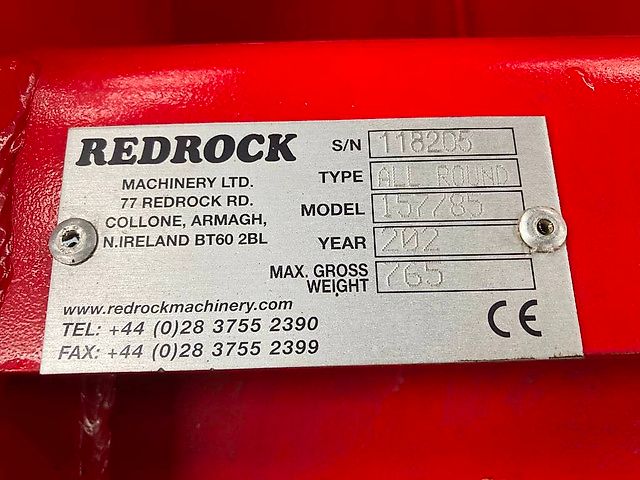 REDROCK
MACHINERY LTD.
77 REDROCK RD.
COLLONE, ARMAGH,
N.IRELAND BT60 2BL
S/N 118205
TYPE ALL ROUND
MODEL 157/85
YEAR 202
MAX. GROSS
WEIGHT 765
www.redrockmachinery.com
TEL: +44 (0)28 3755 2390
FAX: +44 (0)28 3755 2399
CE